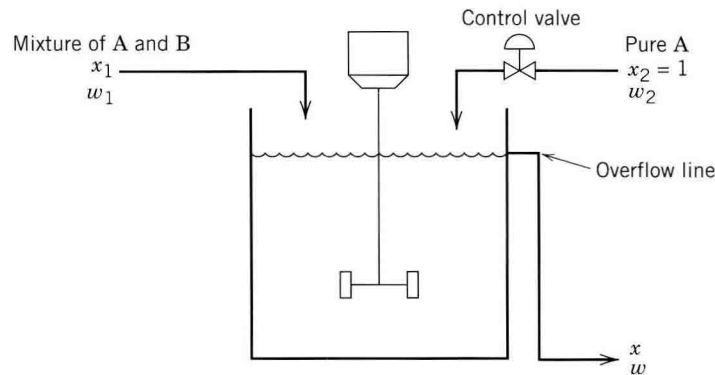 Control valve
Mixture of A and B
x₁
w₁
Pure A
x₂ = 1
w₂
Overflow line
x
w